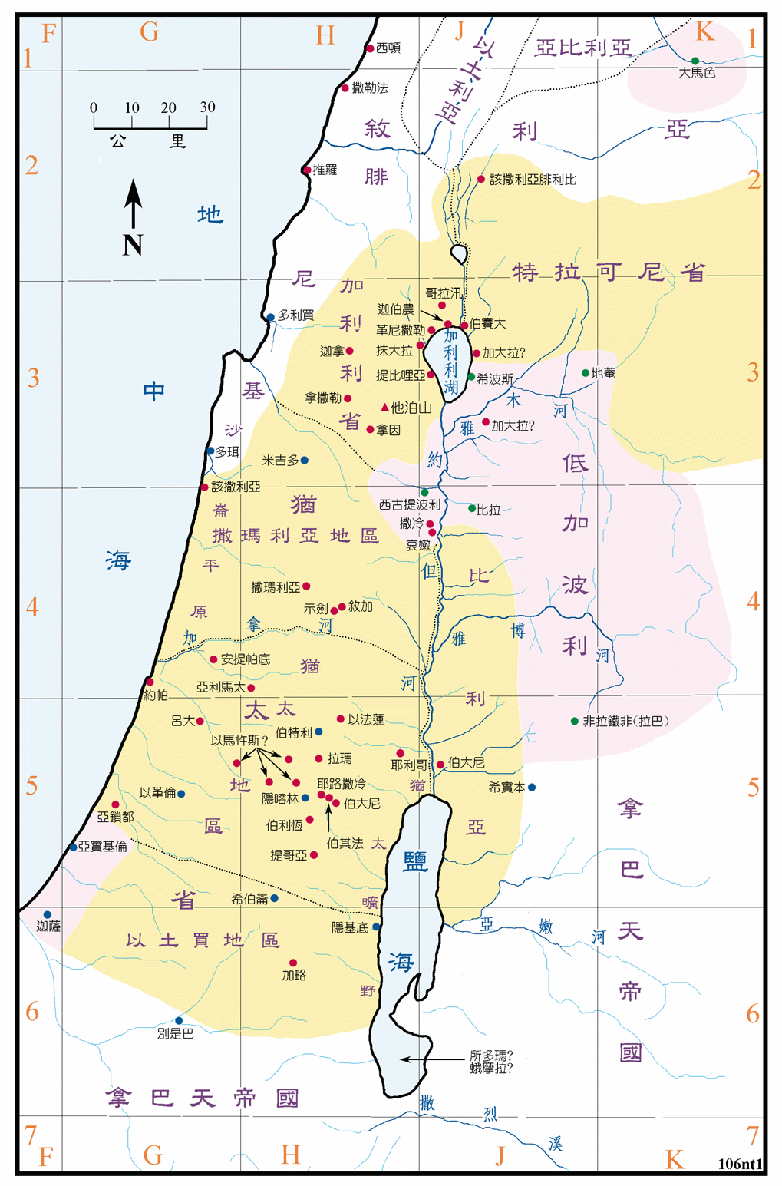 F G H J K
1
西頓
以土利亞
亞比利亞
大馬色
1
撒勒法
0 10 20 30
公 里
敘 利 亞
腓
2
推羅
該撒利亞腓利比
2
N
地
尼
加利利省
特拉可尼省
哥拉汛
迦伯農
多利買
革尼撒勒
伯賽大
迦拿
抹大拉
加利利湖
加大拉?
3
中
基
提比哩亞
希波斯
比蓋
3
拿撒勒
他泊山
雅 木 河
沙
拿因
加大拉?
多珥
米吉多
約
低加波利
該撒利亞
崙
猶
西古提波利
比拉
撒瑪利亞地區
撒冷
哀嫩
海
平
但
比
撒瑪利亞
4
示劍
敘加
4
原
加 拿 河
雅 博 河
安提帕底
猶
河
亞利馬太
約帕
利
呂大
太 太
以法蓮
非拉鐵非(拉巴)
伯特利
以馬忤斯?
拉瑪
耶利哥
伯大尼
5
地
耶路撒冷
猶
希實本
5
以革倫
隱喀林
伯大尼
亞鎖都
區
伯利恆
伯其法
太
亞
拿巴天帝國
亞實基倫
提哥亞
鹽
省
希伯崙
曠
迦薩
隱基底
亞 嫩 河
以土買地區
海
加略
野
6
別是巴
6
所多瑪?
蛾摩拉?
拿巴天帝國
撒 烈 溪
7
7
F G H J K
106nt1